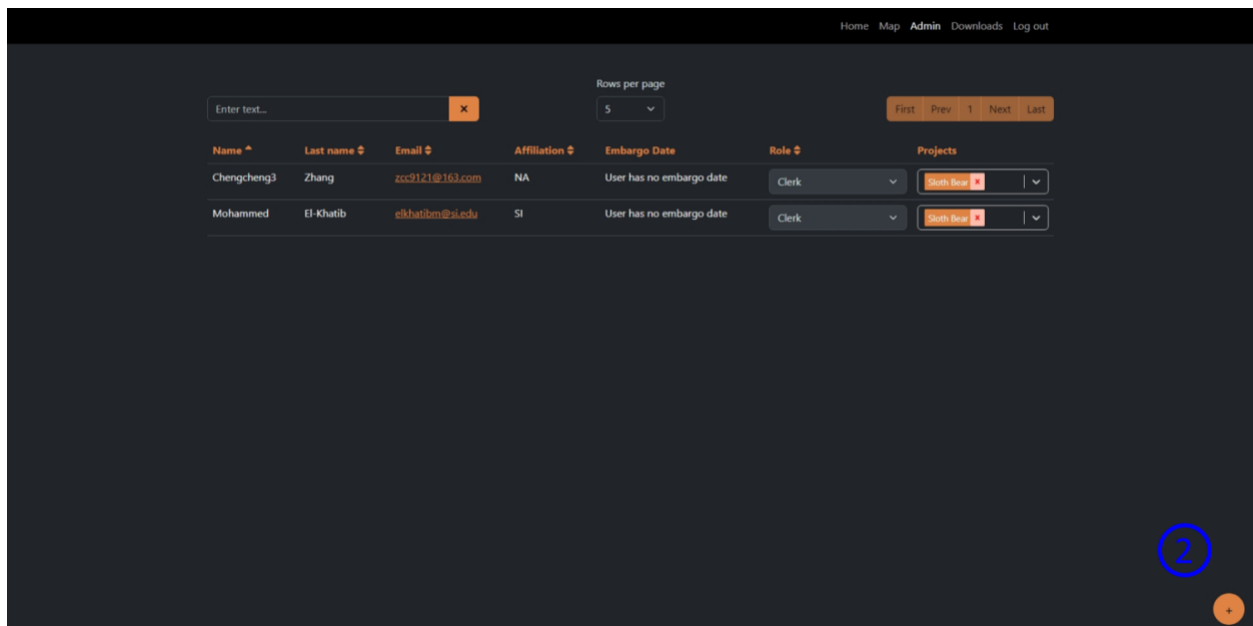 Home Map Admin Downloads Log out
Rows per page
Enter text... × 5 First Prev 1 Next Last
Name Last name Email Affiliation Embargo Date Role Projects
Chengcheng3 Zhang zcc9121@163.com NA User has no embargo date Clerk Sloth Bear ×
Mohammed El-Khatib elkhatibm@si.edu SI User has no embargo date Clerk Sloth Bear ×
2
+